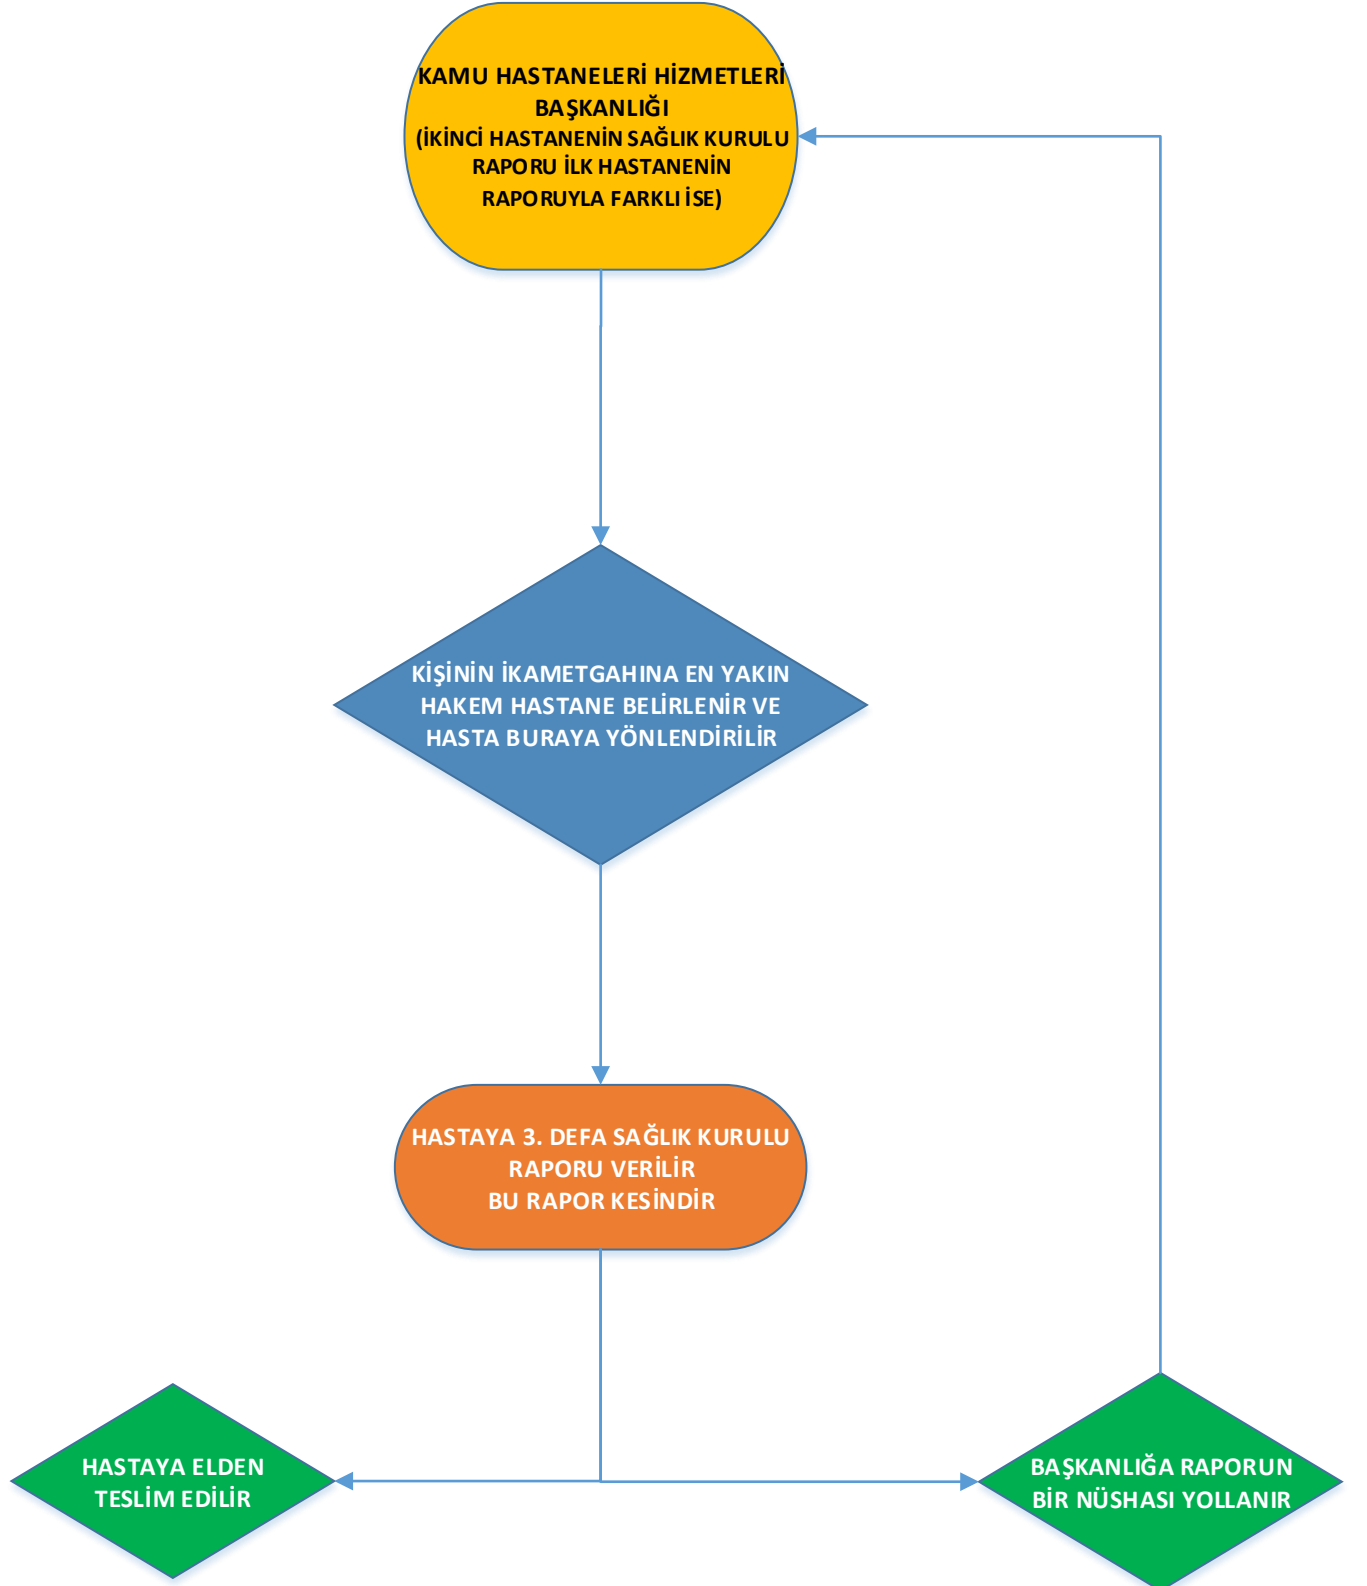 KAMU HASTANELERİ HİZMETLERİ
BAŞKANLIĞI
(İKİNCİ HASTANENİN SAĞLIK KURULU
RAPORU İLK HASTANENİN
RAPORUYLA FARKLI İSE)
KİŞİNİN İKAMETGAHINA EN YAKIN
HAKEM HASTANE BELİRLENİR VE
HASTA BURAYA YÖNLENDİRİLİR
HASTAYA 3. DEFA SAĞLIK KURULU
RAPORU VERİLİR
BU RAPOR KESİNDİR
HASTAYA ELDEN
TESLİM EDİLİR
BAŞKANLIĞA RAPORUN
BİR NÜSHASI YOLLANIR